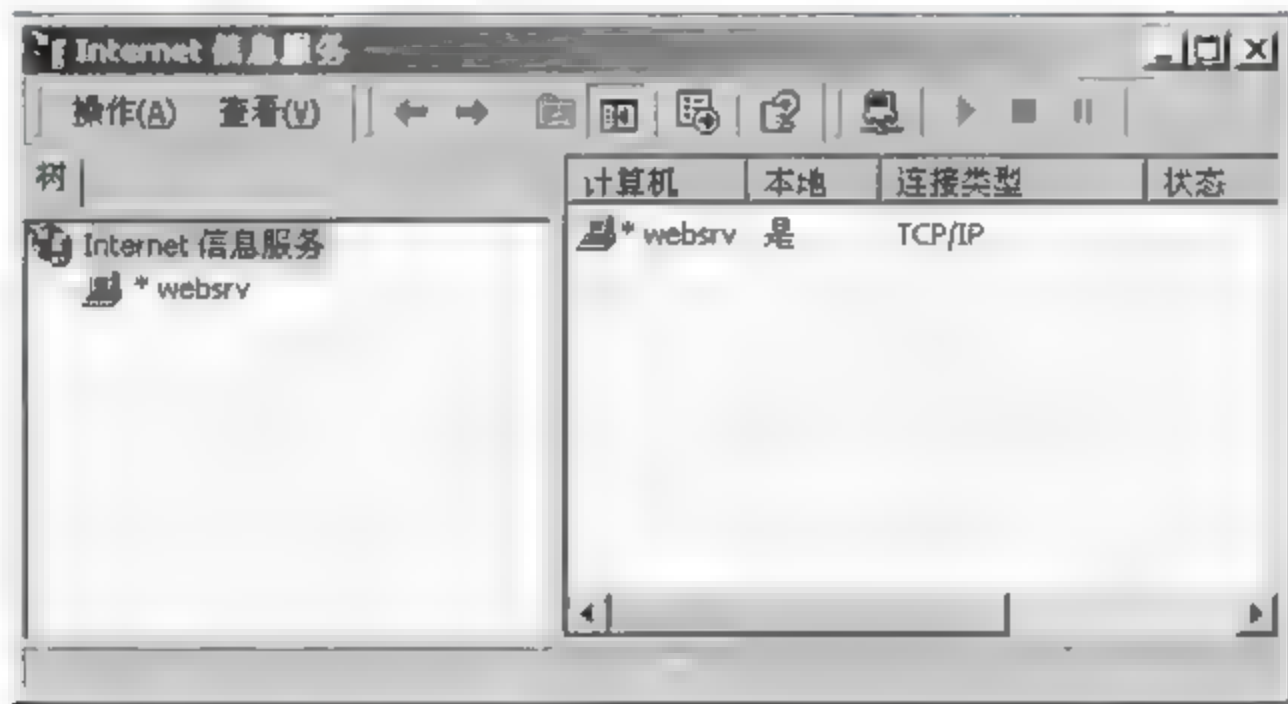 Internet 信息服务
操作(A) 查看(V)
树
计算机 本地 连接类型 状态
Internet 信息服务
* websrv
* websrv 是 TCP/IP